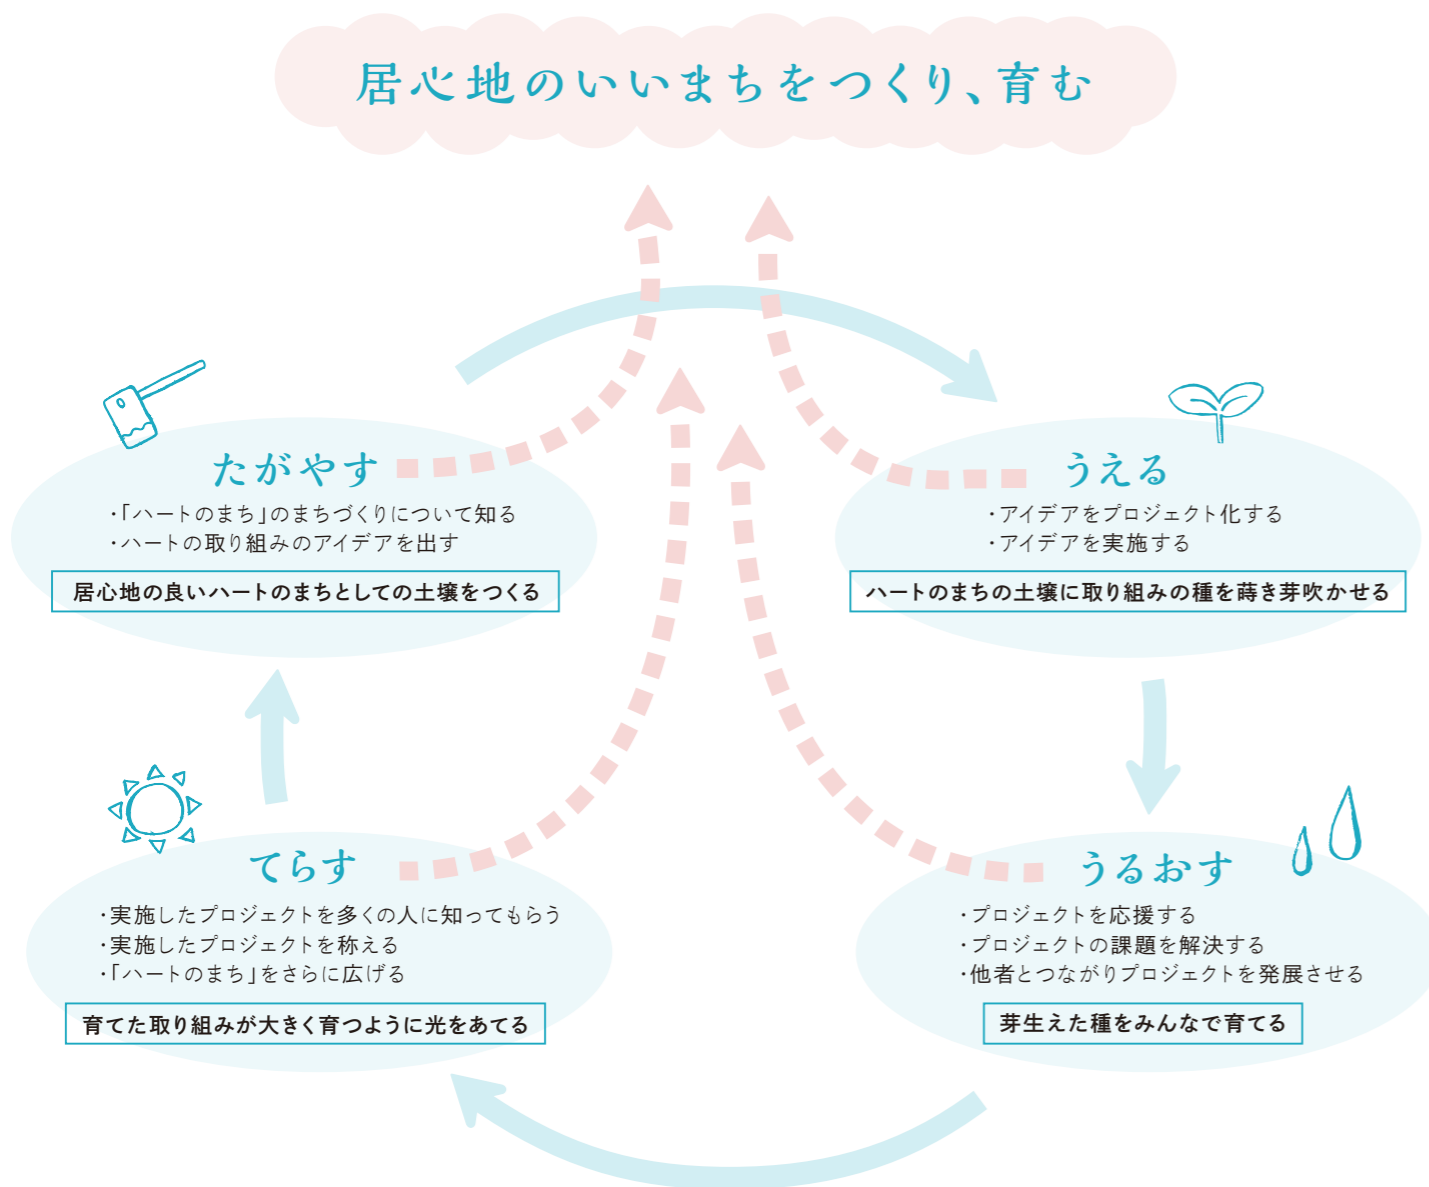 居心地のいいまちをつくり、育む
たがやす
・「ハートのまち」のまちづくりについて知る
・ハートの取り組みのアイデアを出す
居心地の良いハートのまちとしての土壌をつくる
うえる
・アイデアをプロジェクト化する
・アイデアを実施する
ハートのまちの土壌に取り組みの種を蒔き芽吹かせる
うるおす
・プロジェクトを応援する
・プロジェクトの課題を解決する
・他者とつながりプロジェクトを発展させる
芽生えた種をみんなで育てる
てらす
・実施したプロジェクトを多くの人に知ってもらう
・実施したプロジェクトを称える
・「ハートのまち」をさらに広げる
育てた取り組みが大きく育つように光をあてる